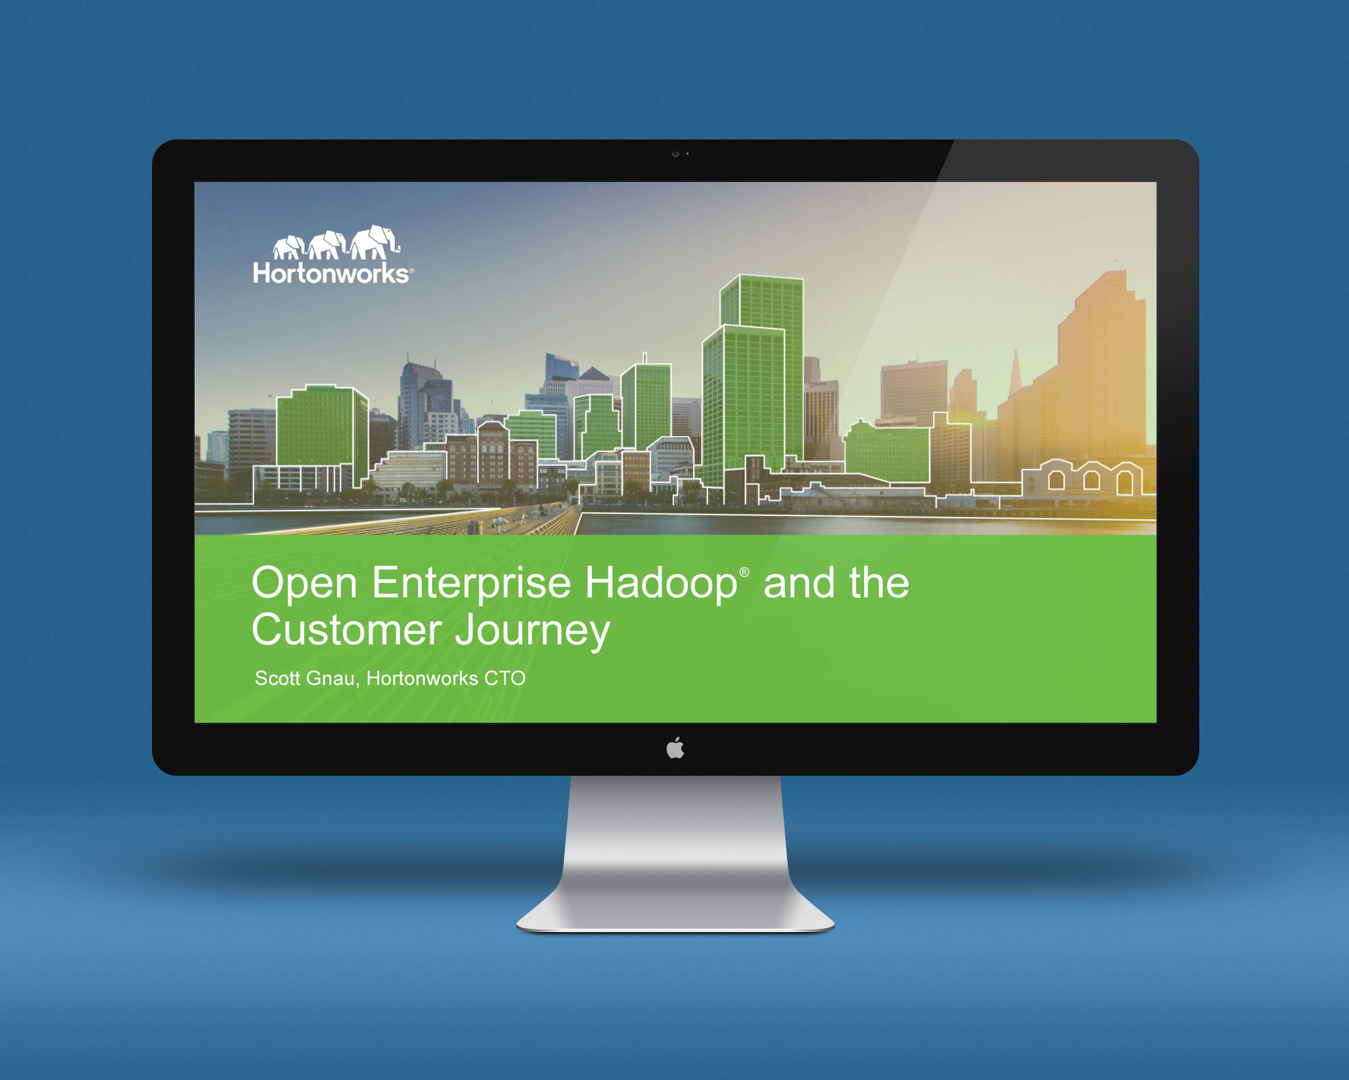 Hortonworks®
Open Enterprise Hadoop® and the
Customer Journey
Scott Gnau, Hortonworks CTO